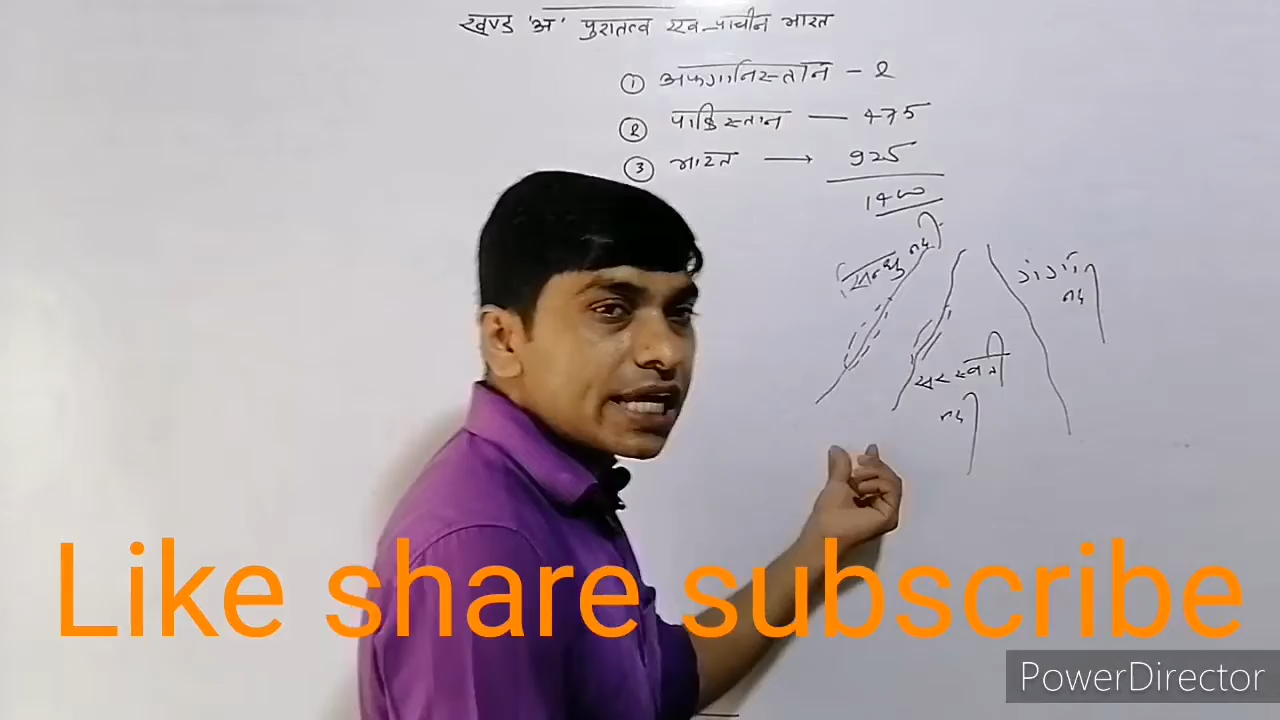 खण्ड 'अ' पुरातत्व एवं प्राचीन भारत
① अफगानिस्तान - 2
② पाकिस्तान — 475
③ भारत → 925
1400
सिन्धु नदी
गंगा
नदी
सरस्वती
नदी
Like share subscribe
PowerDirector